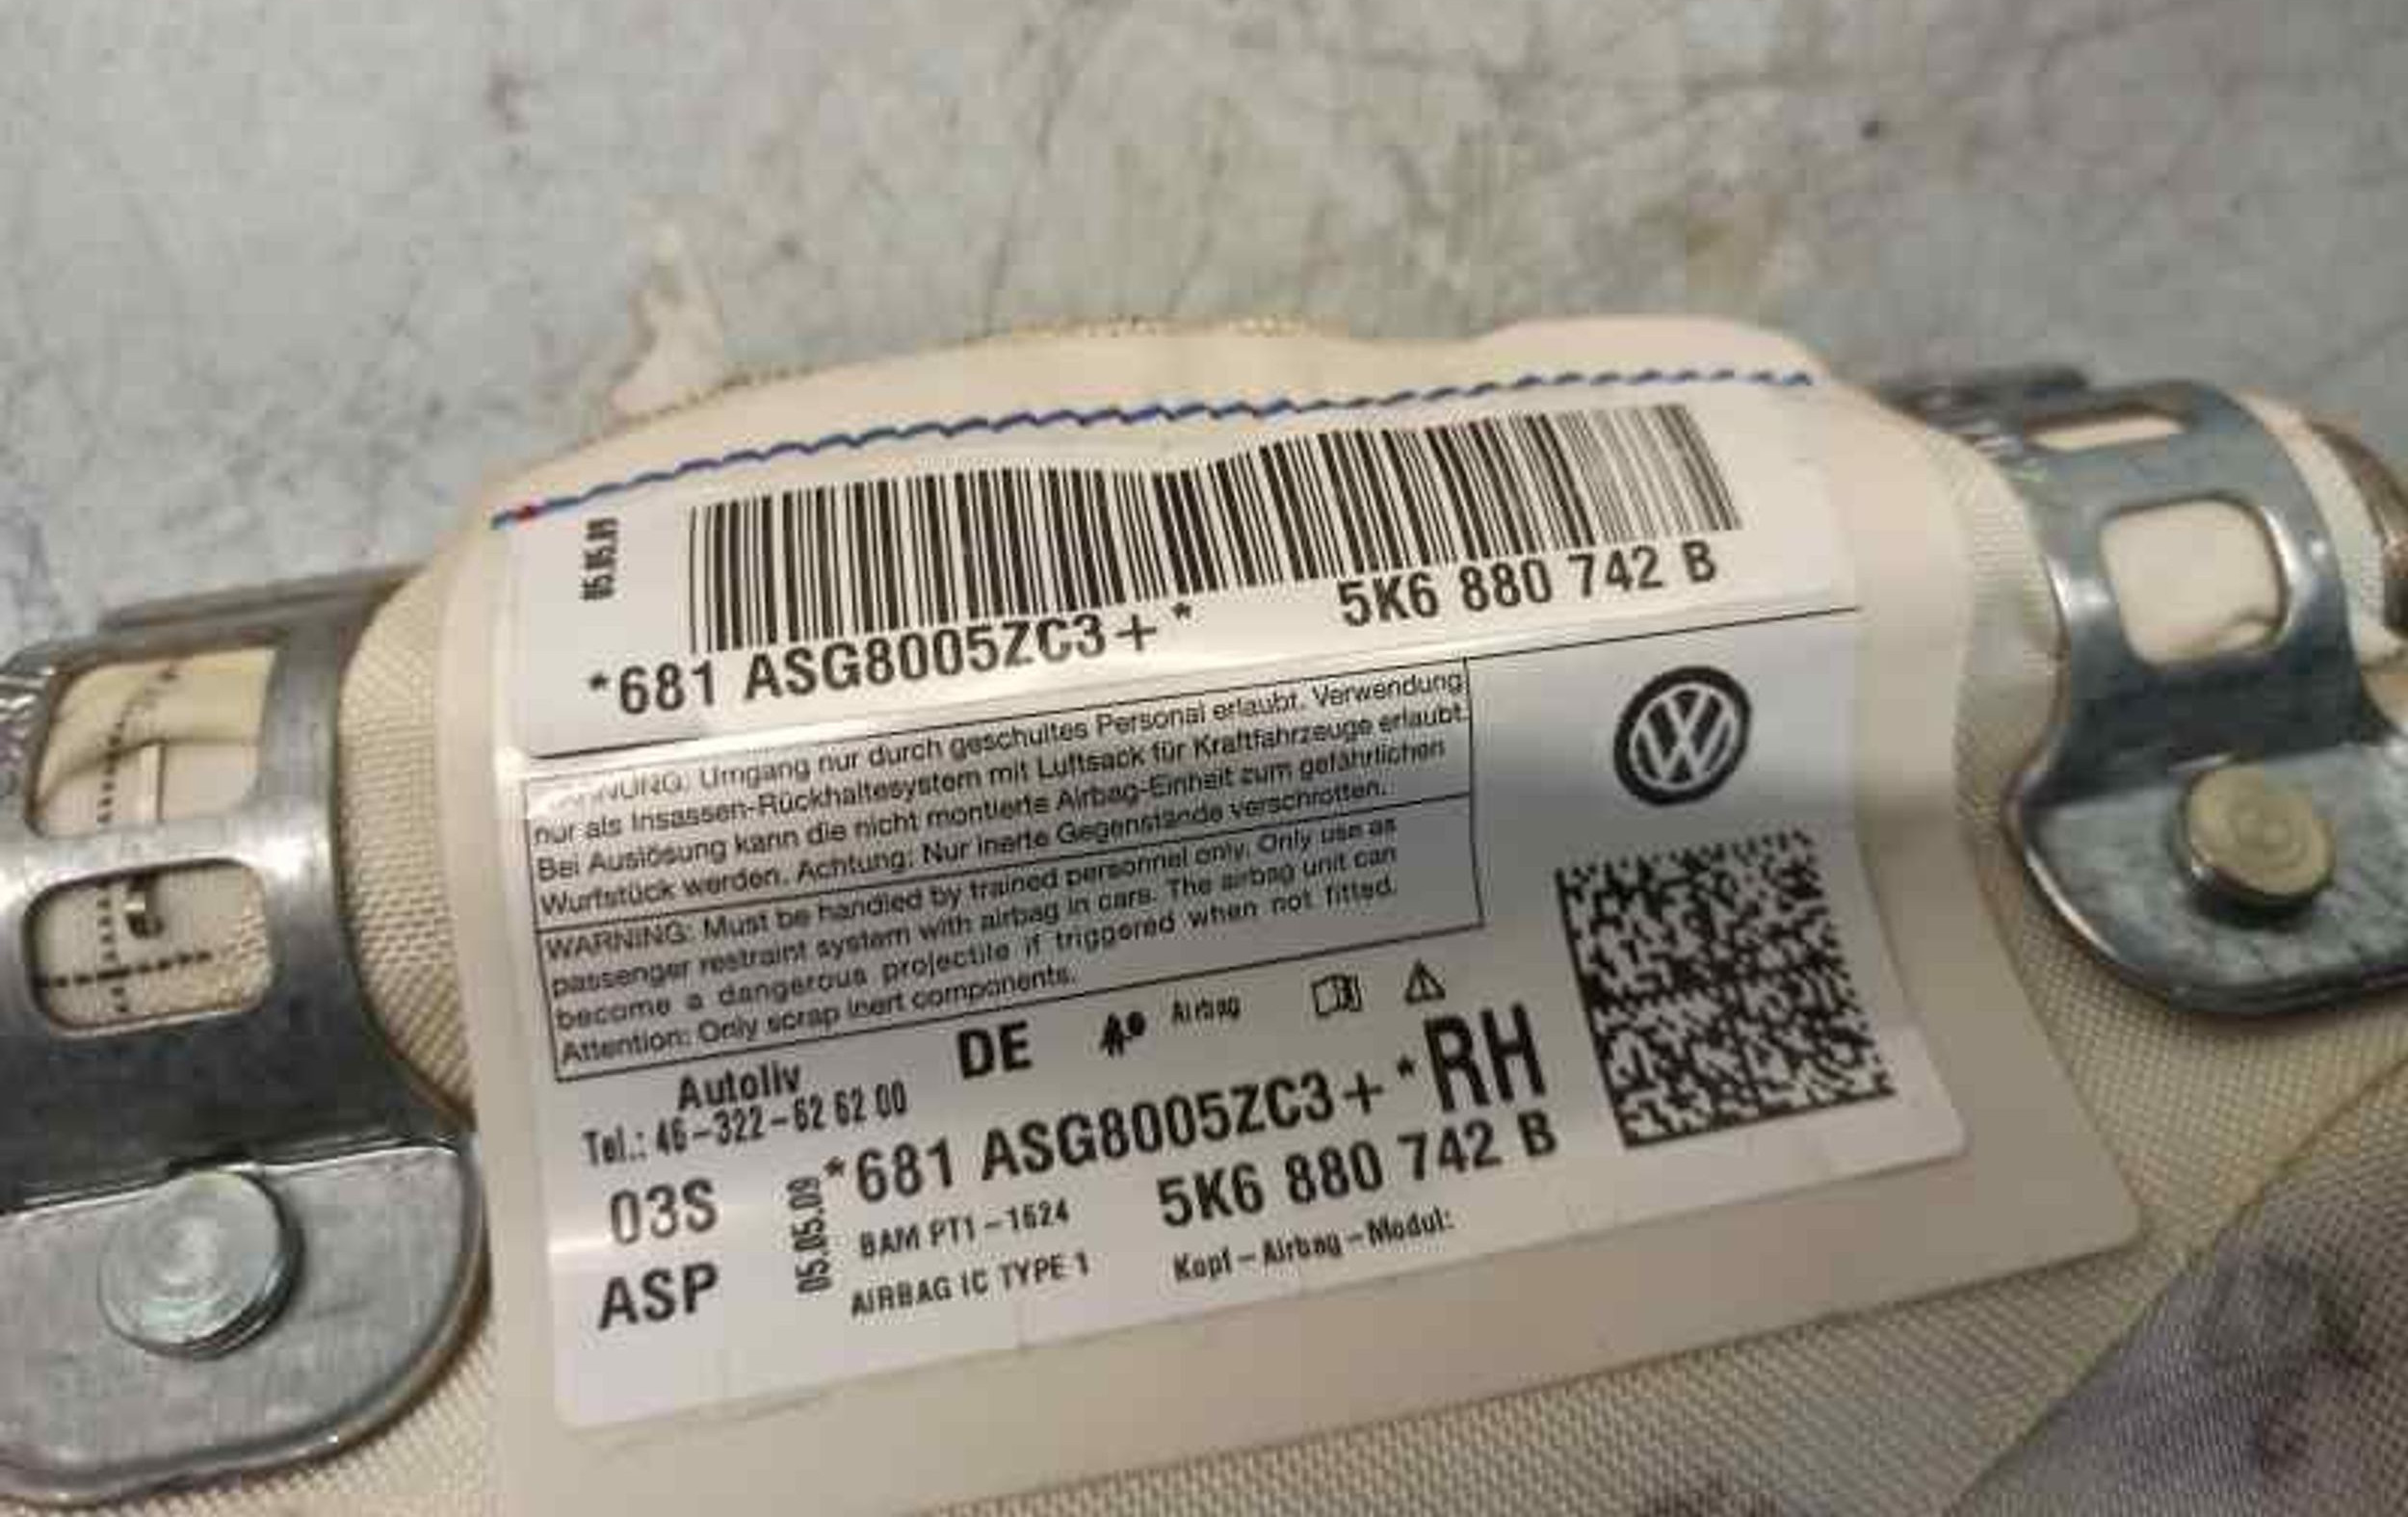 05.05.09
*681 ASG8005ZC3+*
5K6 880 742 B
WARNUNG: Umgang nur durch geschultes Personal erlaubt. Verwendung
nur als Insassen-Rückhaltesystem mit Luftsack für Kraftfahrzeuge erlaubt.
Bei Auslösung kann die nicht montierte Airbag-Einheit zum gefährlichen
Wurfstück werden. Achtung: Nur inerte Gegenstände verschrotten.
WARNING: Must be handled by trained personnel only. Only use as
passenger restraint system with airbag in cars. The airbag unit can
become a dangerous projectile if triggered when not fitted.
Attention: Only scrap inert components.
Autoliv
Tel.: 46-322-62 62 00
DE
Airbag
*681 ASG8005ZC3+*
RH
03S
ASP
05.05.09
BAM PT1-1624
AIRBAG IC TYPE 1
5K6 880 742 B
Kopf-Airbag-Modul: